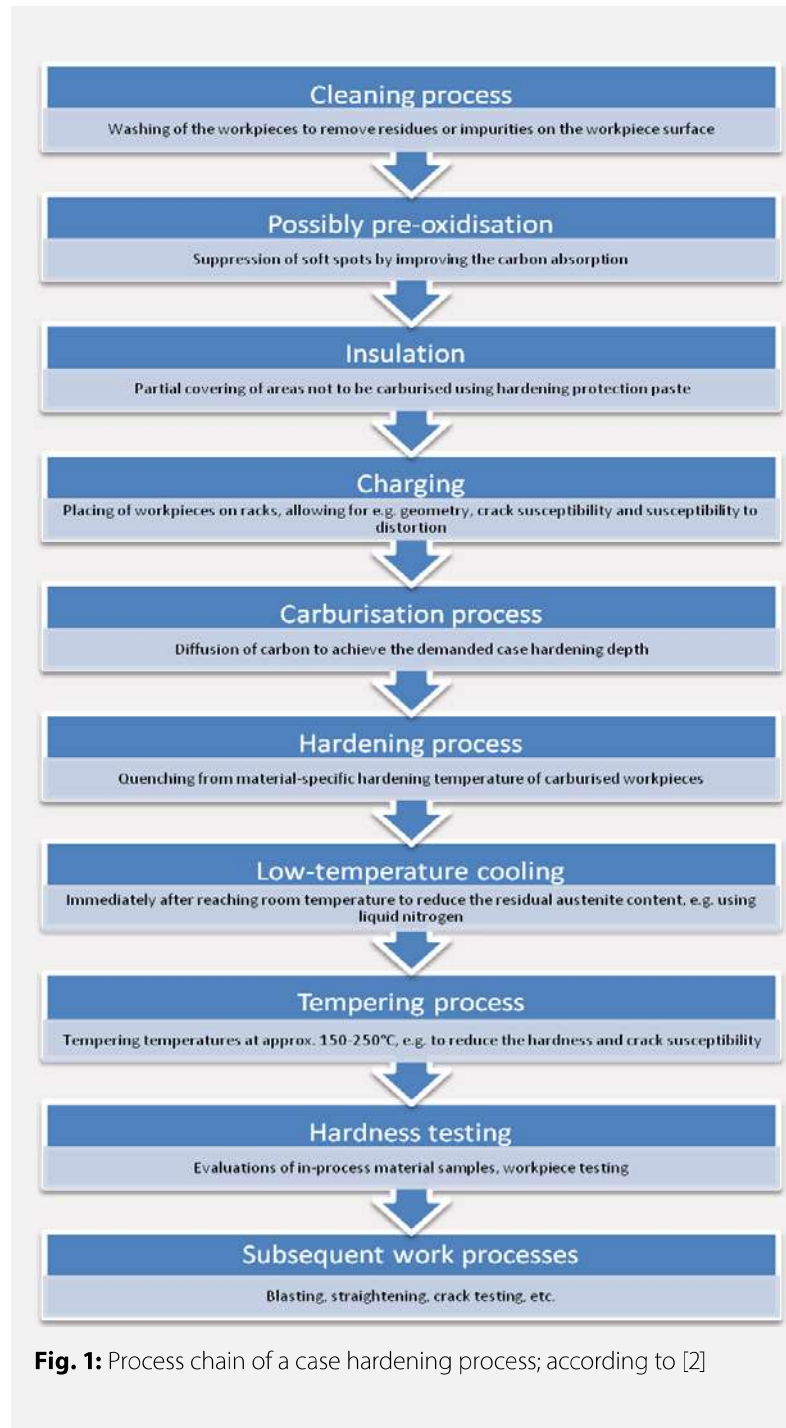 Cleaning process
Washing of the workpieces to remove residues or impurities on the workpiece surface
Possibly pre-oxidisation
Suppression of soft spots by improving the carbon absorption
Insulation
Partial covering of areas not to be carburised using hardening protection paste
Charging
Placing of workpieces on racks, allowing for e.g. geometry, crack susceptibility and susceptibility to
distortion
Carburisation process
Diffusion of carbon to achieve the demanded case hardening depth
Hardening process
Quenching from material-specific hardening temperature of carburised workpieces
Low-temperature cooling
Immediately after reaching room temperature to reduce the residual austenite content, e.g. using
liquid nitrogen
Tempering process
Tempering temperatures at approx. 150-250°C, e.g. to reduce the hardness and crack susceptibility
Hardness testing
Evaluations of in-process material samples, workpiece testing
Subsequent work processes
Blasting, straightening, crack testing, etc.
Fig. 1: Process chain of a case hardening process; according to [2]